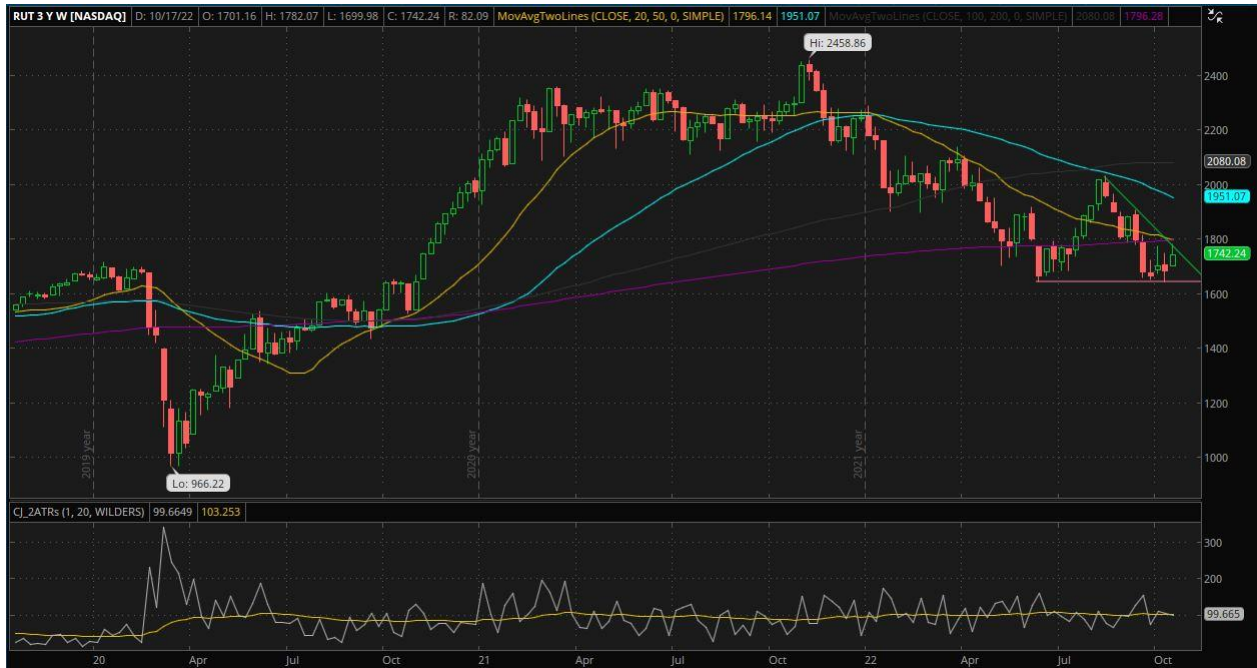 RUT 3 Y W [NASDAQ] D: 10/17/22 O: 1701.16 H: 1782.07 L: 1699.98 C: 1742.24 R: 82.09 MovAvgTwoLines (CLOSE, 20, 50, 0, SIMPLE) 1796.14 1951.07 MovAvgTwoLines (CLOSE, 100, 200, 0, SIMPLE) 2080.08 1796.28
Hi: 2458.86
2400
2200
2080.08
2000
1951.07
1800
1742.24
1600
1400
1200
1000
2019 year
2020 year
2021 year
Lo: 966.22
CJ_2ATRs (1, 20, WILDERS) 99.6649 103.253
300
200
99.665
20 Apr Jul Oct 21 Apr Jul Oct 22 Apr Jul Oct